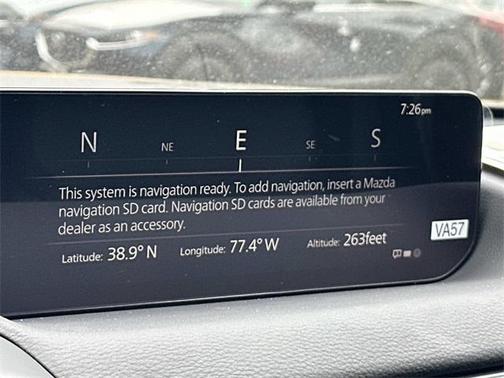 7:26pm
N NE E SE S
This system is navigation ready. To add navigation, insert a Mazda
navigation SD card. Navigation SD cards are available from your
dealer as an accessory.
VA57
Latitude: 38.9° N Longitude: 77.4° W Altitude: 263feet